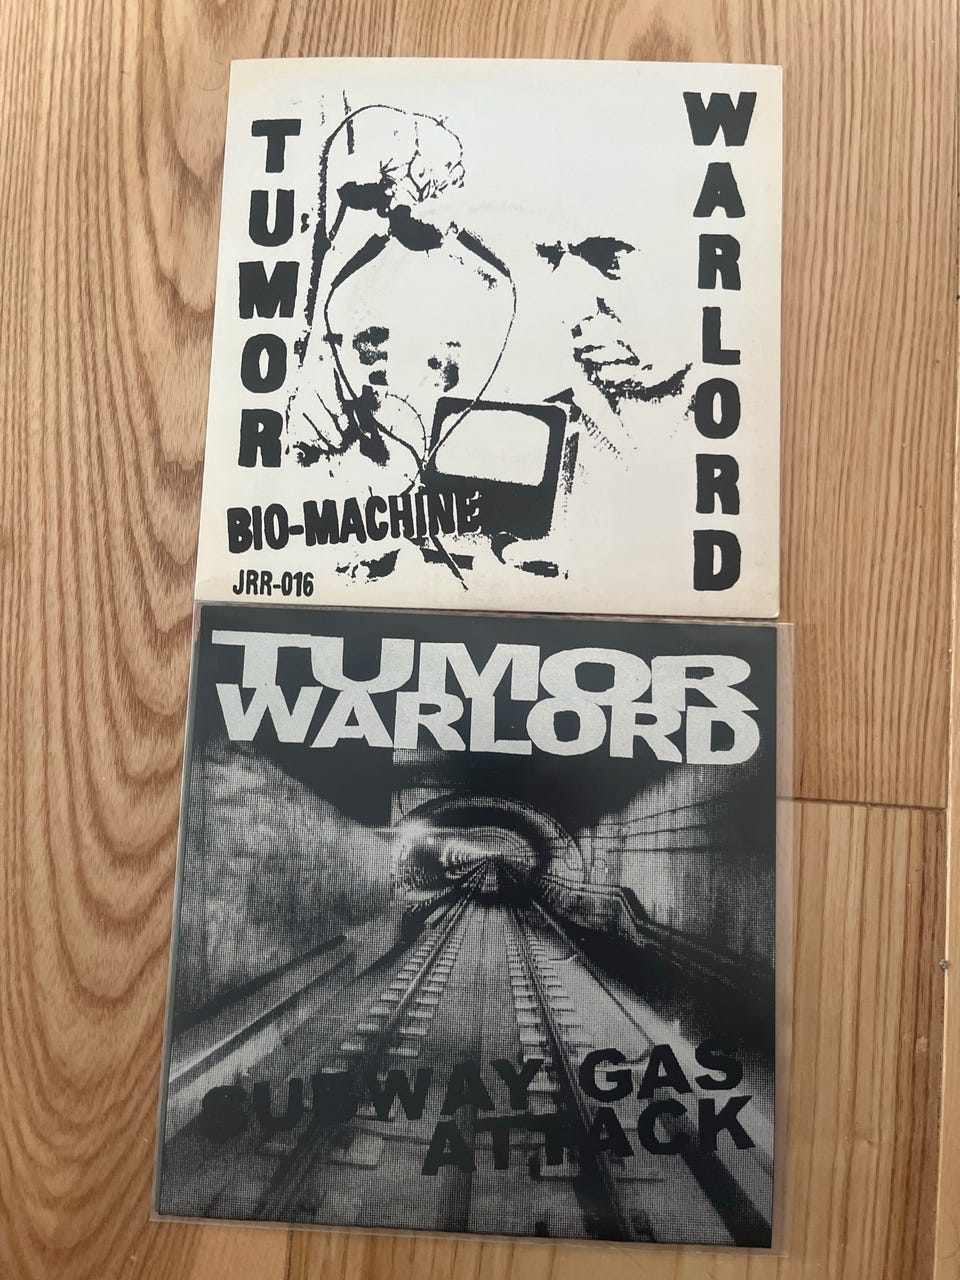 TUMOR
WARLORD
BIO-MACHINE
JRR-016
TUMOR
WARLORD
SUBWAY GAS
ATTACK